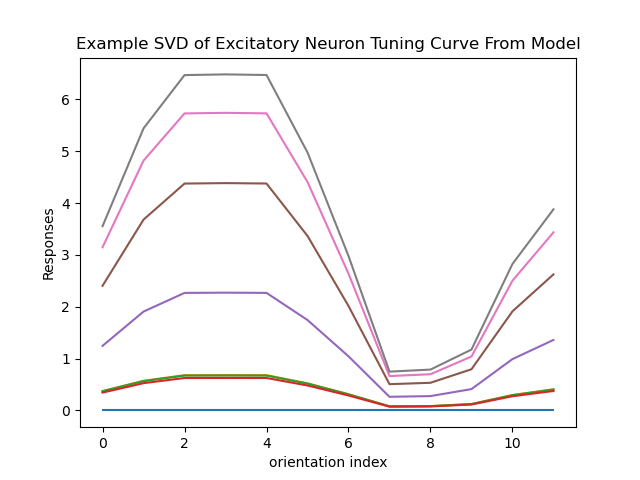 Example SVD of Excitatory Neuron Tuning Curve From Model
6
5
4
3
2
1
0
Responses
0 2 4 6 8 10
orientation index